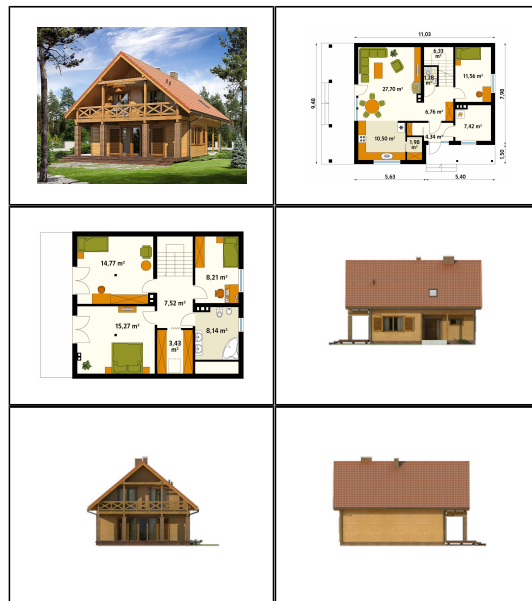 11,03
6,33
m²
11,56 m²
1,28
m²
27,70 m²
9,48
7,98
6,76 m²
7,42 m²
4,34 m²
10,50 m²
1,98
m²
1,50
5,63
5,40
14,77 m²
8,21 m²
7,52 m²
15,27 m²
8,14 m²
3,43
m²